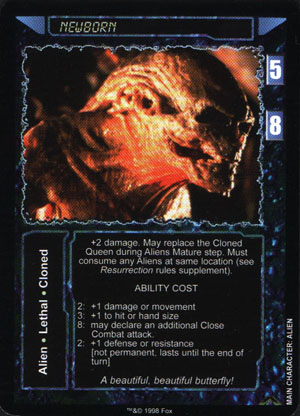 NEWBORN
5
8
+2 damage. May replace the Cloned
Queen during Aliens Mature step. Must
consume any Aliens at same location (see
Resurrection rules supplement).
ABILITY COST
2: +1 damage or movement
3: +1 to hit or hand size
8: may declare an additional Close
Combat attack.
2: +1 defense or resistance
[not permanent, lasts until the end of
turn]
A beautiful, beautiful butterfly!
Alien • Lethal • Cloned
MAIN CHARACTER: ALIEN
™&© 1998 Fox